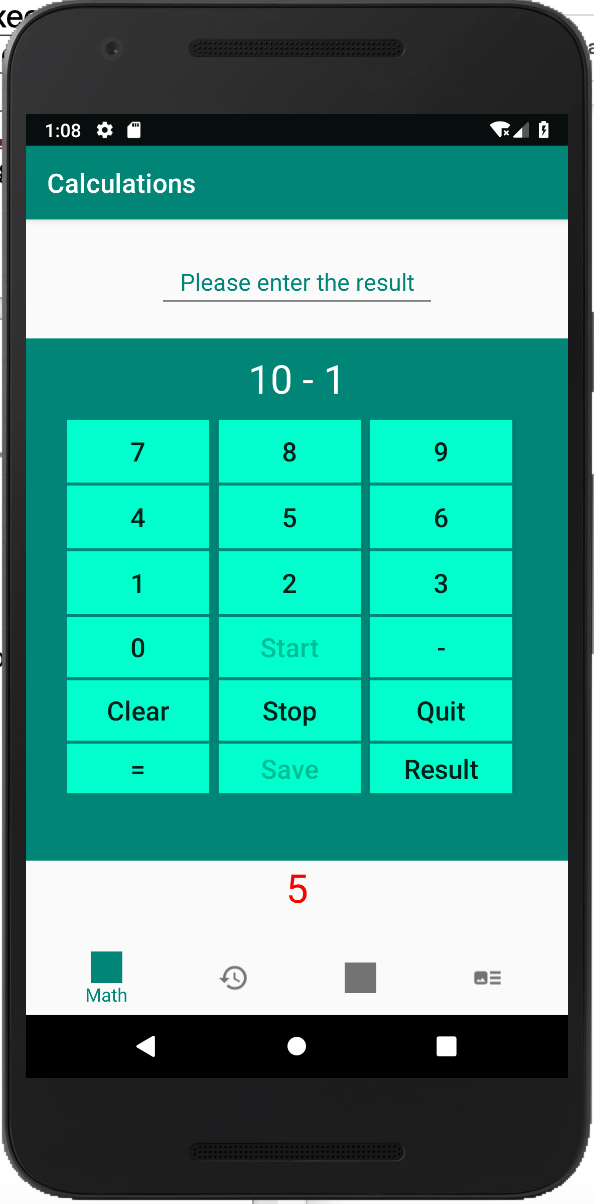 1:08
Calculations
Please enter the result
10 - 1
7 8 9
4 5 6
1 2 3
0 Start -
Clear Stop Quit
= Save Result
5
Math